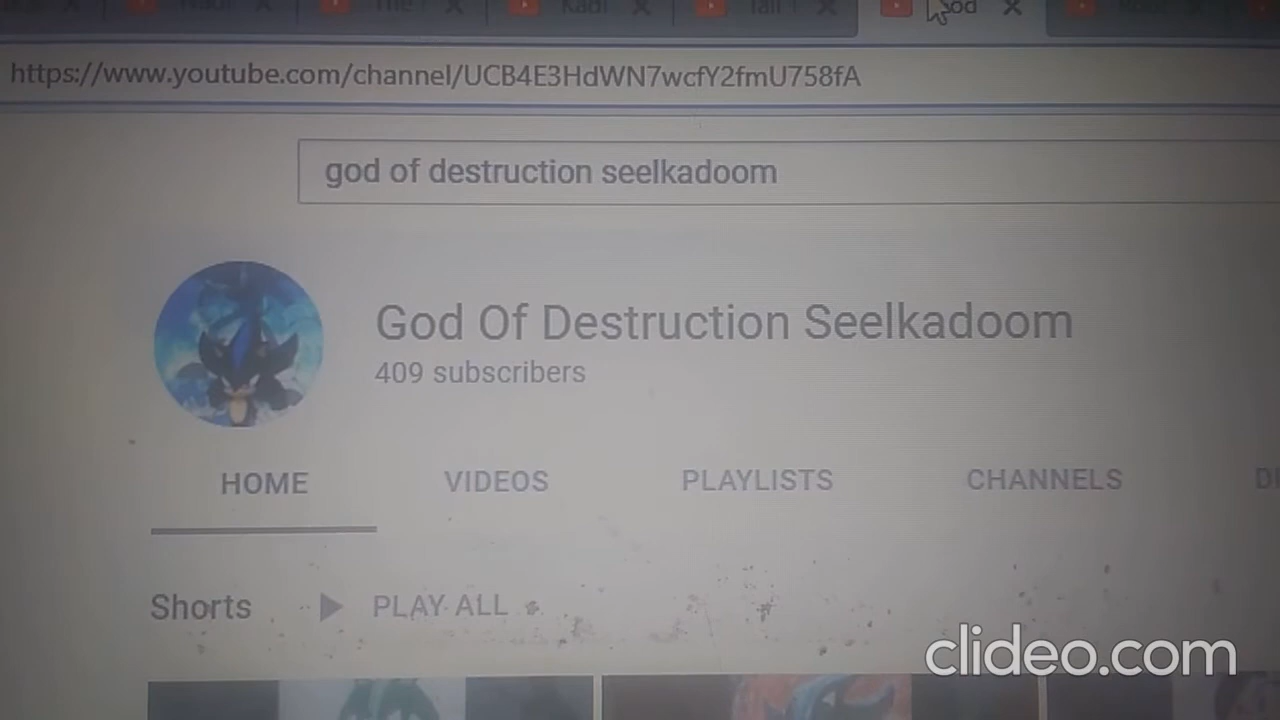 https://www.youtube.com/channel/UCB4E3HdWN7wcfY2fmU758fA
god of destruction seelkadoom
God Of Destruction Seelkadoom
409 subscribers
HOME VIDEOS PLAYLISTS CHANNELS
Shorts PLAY ALL
clideo.com